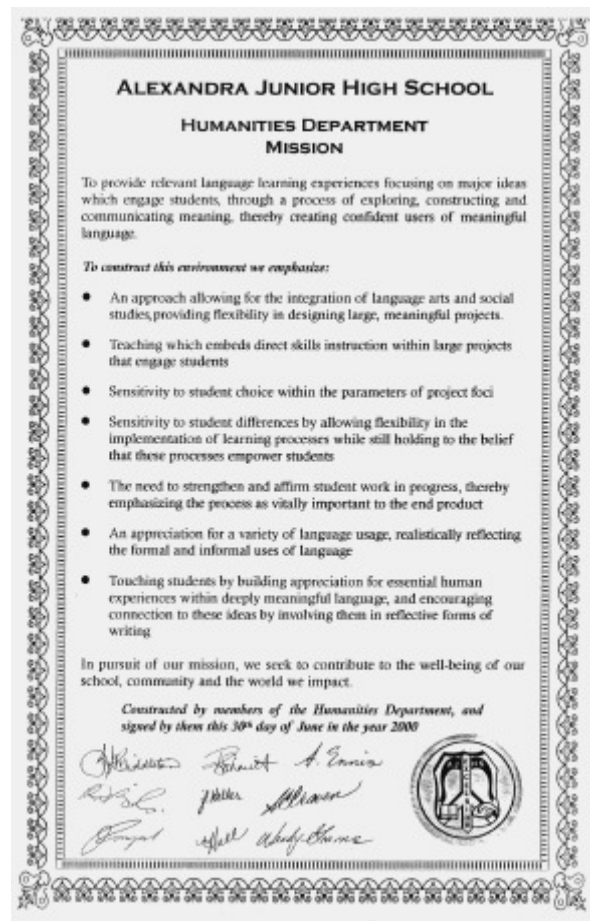 ALEXANDRA JUNIOR HIGH SCHOOL
HUMANITIES DEPARTMENT
MISSION
To provide relevant language learning experiences focusing on major ideas
which engage students, through a process of exploring, constructing and
communicating meaning, thereby creating confident users of meaningful
language.
To construct this environment we emphasize:
● An approach allowing for the integration of language arts and social
studies, providing flexibility in designing large, meaningful projects.
● Teaching which embeds direct skills instruction within large projects
that engage students
● Sensitivity to student choice within the parameters of project foci
● Sensitivity to student differences by allowing flexibility in the
implementation of learning processes while still holding to the belief
that these processes empower students
● The need to strengthen and affirm student work in progress, thereby
emphasizing the process as vitally important to the end product
● An appreciation for a variety of language usage, realistically reflecting
the formal and informal uses of language
● Touching students by building appreciation for essential human
experiences within deeply meaningful language, and encouraging
connection to these ideas by involving them in reflective forms of
writing
In pursuit of our mission, we seek to contribute to the well-being of our
school, community and the world we impact.
Constructed by members of the Humanities Department, and
signed by them this 30th day of June in the year 2000
A. Ennis